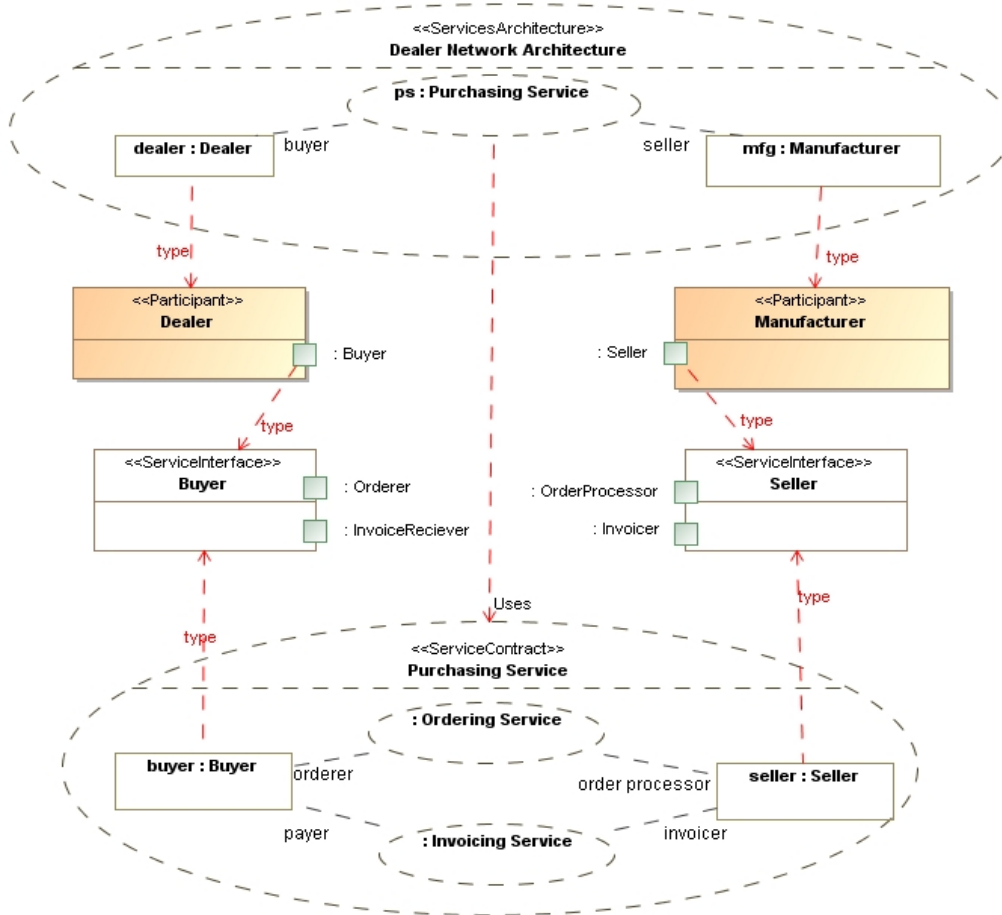 <<ServicesArchitecture>>
Dealer Network Architecture
ps : Purchasing Service
dealer : Dealer
buyer
seller
mfg : Manufacturer
type
type
<<Participant>>
Dealer
: Buyer
<<Participant>>
Manufacturer
: Seller
type
type
<<ServiceInterface>>
Buyer
: Orderer
: InvoiceReciever
<<ServiceInterface>>
Seller
: OrderProcessor
: Invoicer
Uses
type
type
<<ServiceContract>>
Purchasing Service
: Ordering Service
buyer : Buyer
orderer
order processor
seller : Seller
payer
invoicer
: Invoicing Service